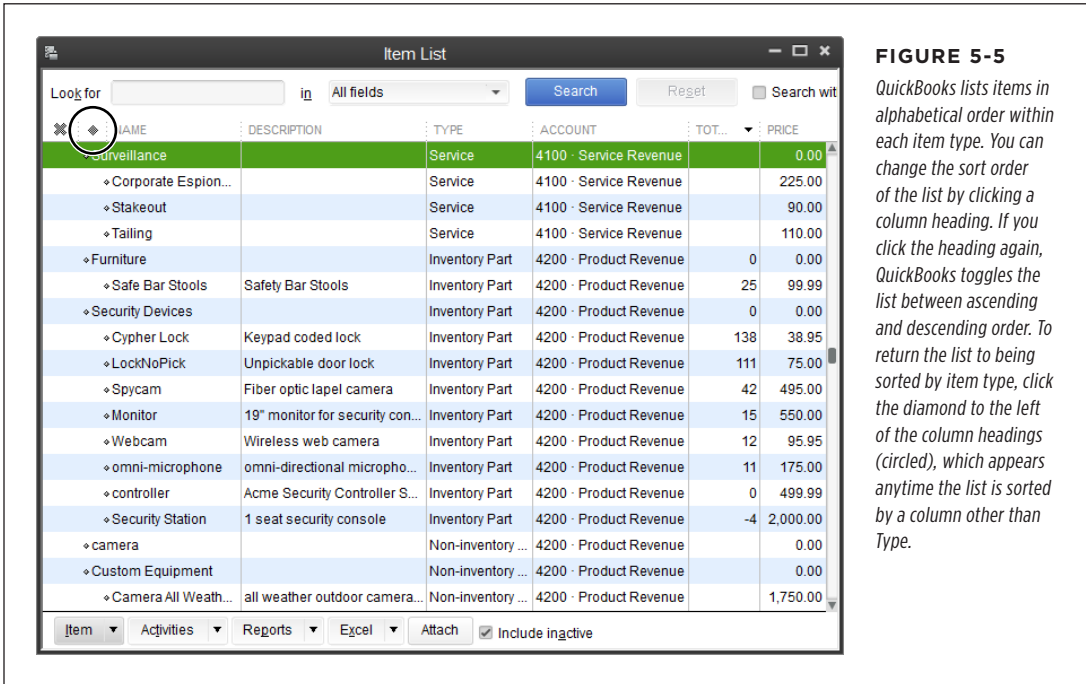 Item List
Look for in All fields Search Reset Search wit
NAME DESCRIPTION TYPE ACCOUNT TOT... PRICE
Surveillance Service 4100 · Service Revenue 0.00
Corporate Espion... Service 4100 · Service Revenue 225.00
Stakeout Service 4100 · Service Revenue 90.00
Tailing Service 4100 · Service Revenue 110.00
Furniture Inventory Part 4200 · Product Revenue 0 0.00
Safe Bar Stools Safety Bar Stools Inventory Part 4200 · Product Revenue 25 99.99
Security Devices Inventory Part 4200 · Product Revenue 0 0.00
Cypher Lock Keypad coded lock Inventory Part 4200 · Product Revenue 138 38.95
LockNoPick Unpickable door lock Inventory Part 4200 · Product Revenue 111 75.00
Spycam Fiber optic lapel camera Inventory Part 4200 · Product Revenue 42 495.00
Monitor 19" monitor for security con... Inventory Part 4200 · Product Revenue 15 550.00
Webcam Wireless web camera Inventory Part 4200 · Product Revenue 12 95.95
omni-microphone omni-directional micropho... Inventory Part 4200 · Product Revenue 11 175.00
controller Acme Security Controller S... Inventory Part 4200 · Product Revenue 0 499.99
Security Station 1 seat security console Inventory Part 4200 · Product Revenue -4 2,000.00
camera Non-inventory ... 4200 · Product Revenue 0.00
Custom Equipment Non-inventory ... 4200 · Product Revenue 0.00
Camera All Weath... all weather outdoor camera... Non-inventory ... 4200 · Product Revenue 1,750.00
Item Activities Reports Excel Attach Include inactive
FIGURE 5-5
QuickBooks lists items in
alphabetical order within
each item type. You can
change the sort order
of the list by clicking a
column heading. If you
click the heading again,
QuickBooks toggles the
list between ascending
and descending order. To
return the list to being
sorted by item type, click
the diamond to the left
of the column headings
(circled), which appears
anytime the list is sorted
by a column other than
Type.